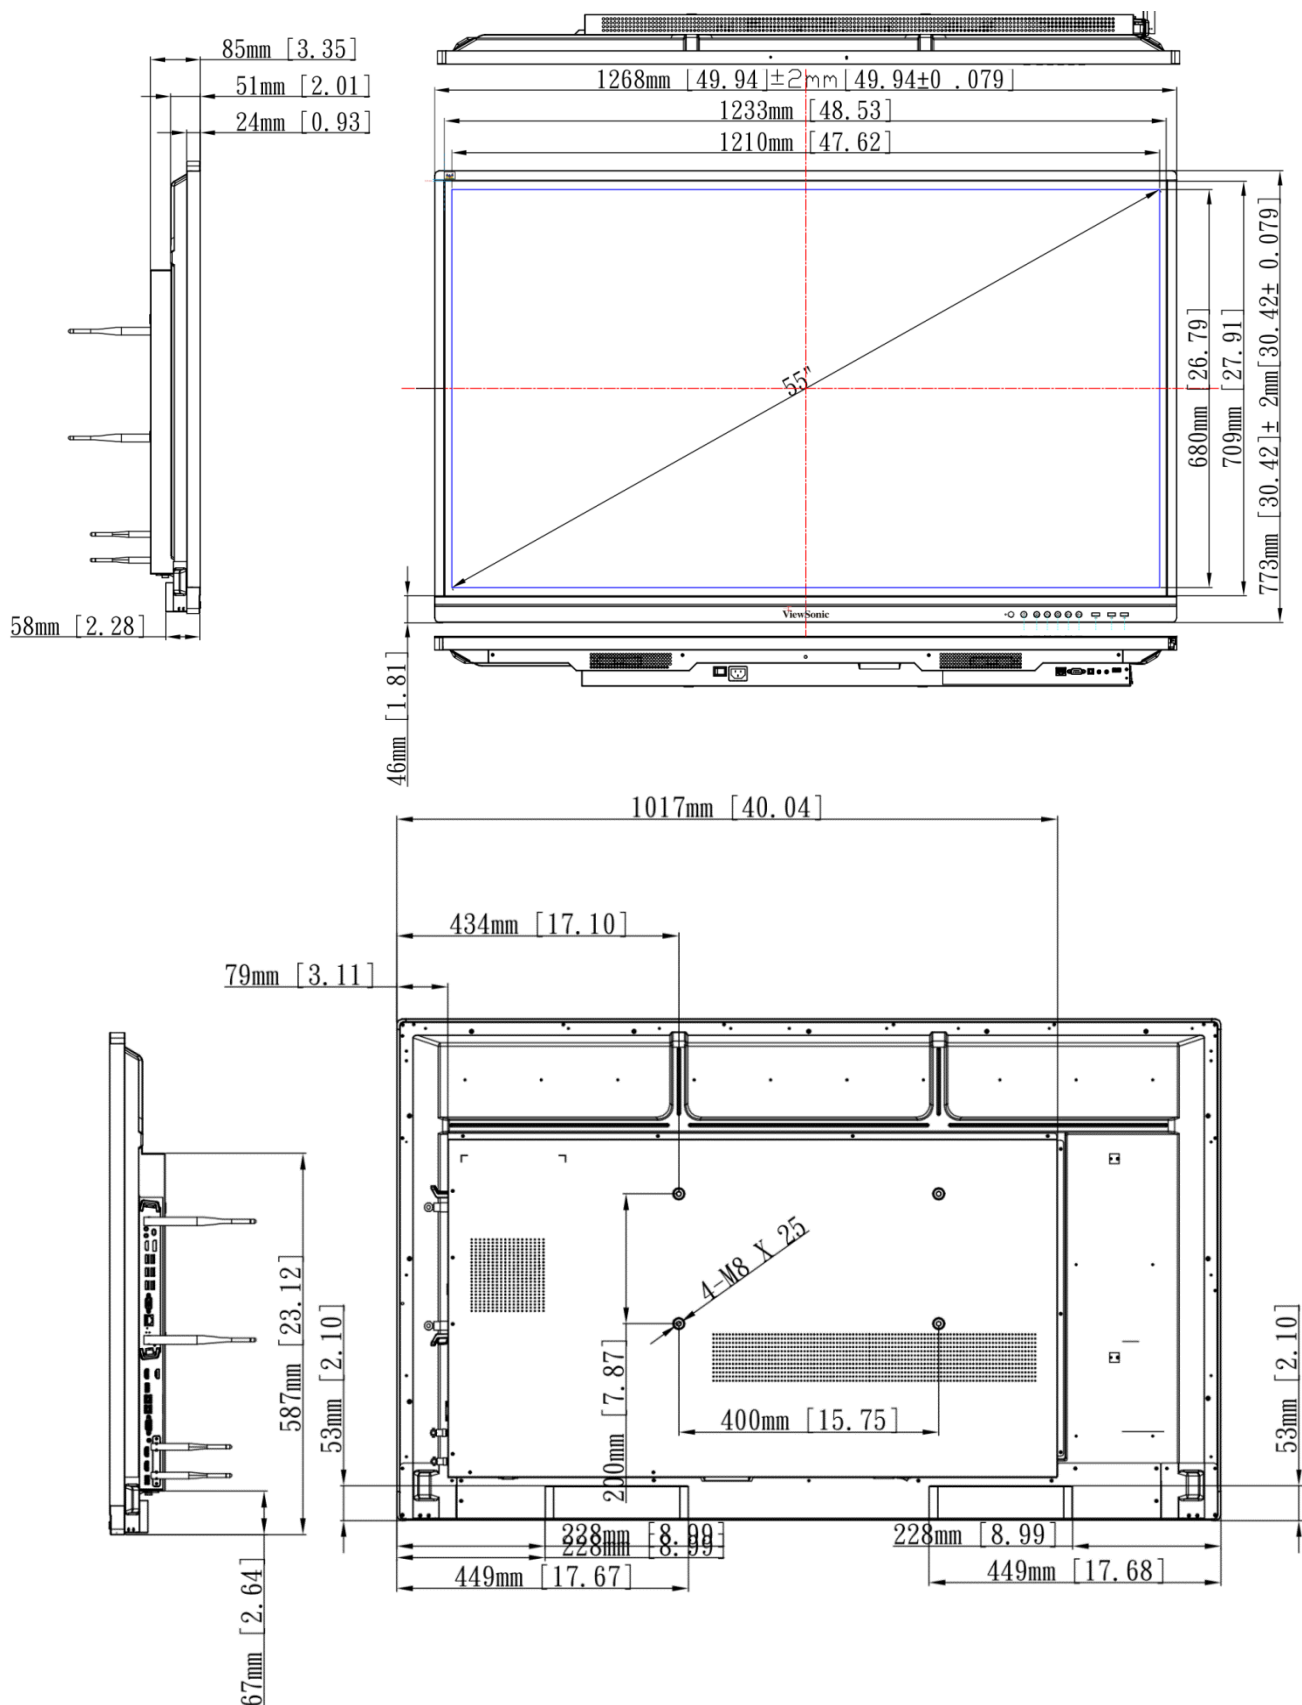 85mm [3.35]
51mm [2.01]
24mm [0.93]
1268mm [49.94]±2mm[49.94±0 .079]
1233mm [48.53]
1210mm [47.62]
55"
680mm [26.79]
709mm [27.91]
773mm [30.42]± 2mm[30.42± 0.079]
58mm [2.28]
ViewSonic
46mm [1.81]
1017mm [40.04]
434mm [17.10]
79mm [3.11]
4-M8 X 25
587mm [23.12]
53mm [2.10]
200mm [7.87]
400mm [15.75]
53mm [2.10]
228mm [8.99]
228mm [8.99]
228mm [8.99]
449mm [17.67]
449mm [17.68]
67mm [2.64]